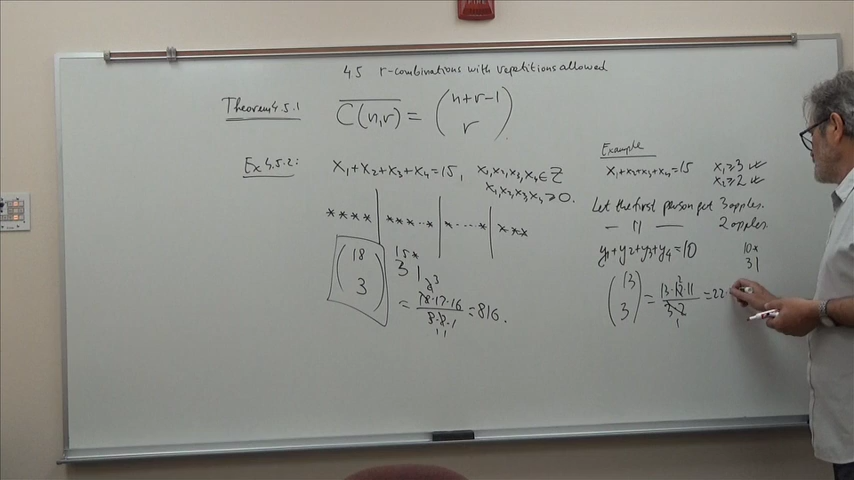 4.5 r-combinations with repetitions allowed
Theorem 4.5.1 C(n,r) = (n+r-1 r)
Ex 4.5.2: x₁+x₂+x₃+x₄=15, x₁,x₂,x₃,x₄∈Z
x₁,x₂,x₃,x₄≥0.
**** | ***··* | *····* | ***
(18 3) 15* 3|
= 18·17·16 / 3·2·1 = 816.
Example
x₁+x₂+x₃+x₄=15 x₁≥3
x₂≥2
Let the first person get 3 apples.
— 11 — 2 apples.
y₁+y₂+y₃+y₄=10 10*
3|
(13 3) = 13·12·11 / 3·2 = 22·